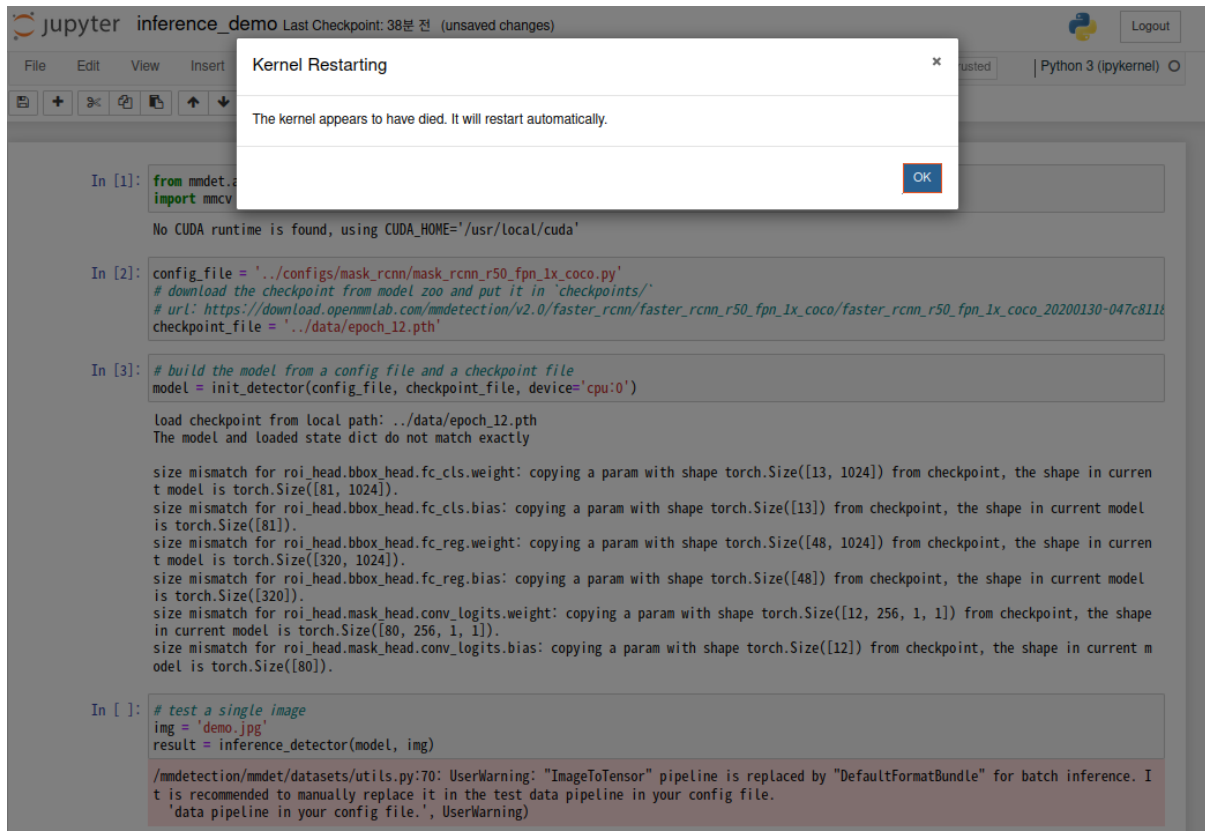 jupyter inference_demo Last Checkpoint: 38분 전 (unsaved changes)
Logout
File Edit View Insert
Python 3 (ipykernel)
Kernel Restarting
×
The kernel appears to have died. It will restart automatically.
OK
In [1]: from mmdet.
import mmcv
No CUDA runtime is found, using CUDA_HOME='/usr/local/cuda'
In [2]: config_file = '../configs/mask_rcnn/mask_rcnn_r50_fpn_1x_coco.py'
# download the checkpoint from model zoo and put it in `checkpoints/`
# url: https://download.openmmlab.com/mmdetection/v2.0/faster_rcnn/faster_rcnn_r50_fpn_1x_coco/faster_rcnn_r50_fpn_1x_coco_20200130-047c8118
checkpoint_file = '../data/epoch_12.pth'
In [3]: # build the model from a config file and a checkpoint file
model = init_detector(config_file, checkpoint_file, device='cpu:0')
load checkpoint from local path: ../data/epoch_12.pth
The model and loaded state dict do not match exactly
size mismatch for roi_head.bbox_head.fc_cls.weight: copying a param with shape torch.Size([13, 1024]) from checkpoint, the shape in curren
t model is torch.Size([81, 1024]).
size mismatch for roi_head.bbox_head.fc_cls.bias: copying a param with shape torch.Size([13]) from checkpoint, the shape in current model
is torch.Size([81]).
size mismatch for roi_head.bbox_head.fc_reg.weight: copying a param with shape torch.Size([48, 1024]) from checkpoint, the shape in curren
t model is torch.Size([320, 1024]).
size mismatch for roi_head.bbox_head.fc_reg.bias: copying a param with shape torch.Size([48]) from checkpoint, the shape in current model
is torch.Size([320]).
size mismatch for roi_head.mask_head.conv_logits.weight: copying a param with shape torch.Size([12, 256, 1, 1]) from checkpoint, the shape
in current model is torch.Size([80, 256, 1, 1]).
size mismatch for roi_head.mask_head.conv_logits.bias: copying a param with shape torch.Size([12]) from checkpoint, the shape in current m
odel is torch.Size([80]).
In [ ]: # test a single image
img = 'demo.jpg'
result = inference_detector(model, img)
/mmdetection/mmdet/datasets/utils.py:70: UserWarning: "ImageToTensor" pipeline is replaced by "DefaultFormatBundle" for batch inference. I
t is recommended to manually replace it in the test data pipeline in your config file.
'data pipeline in your config file.', UserWarning)